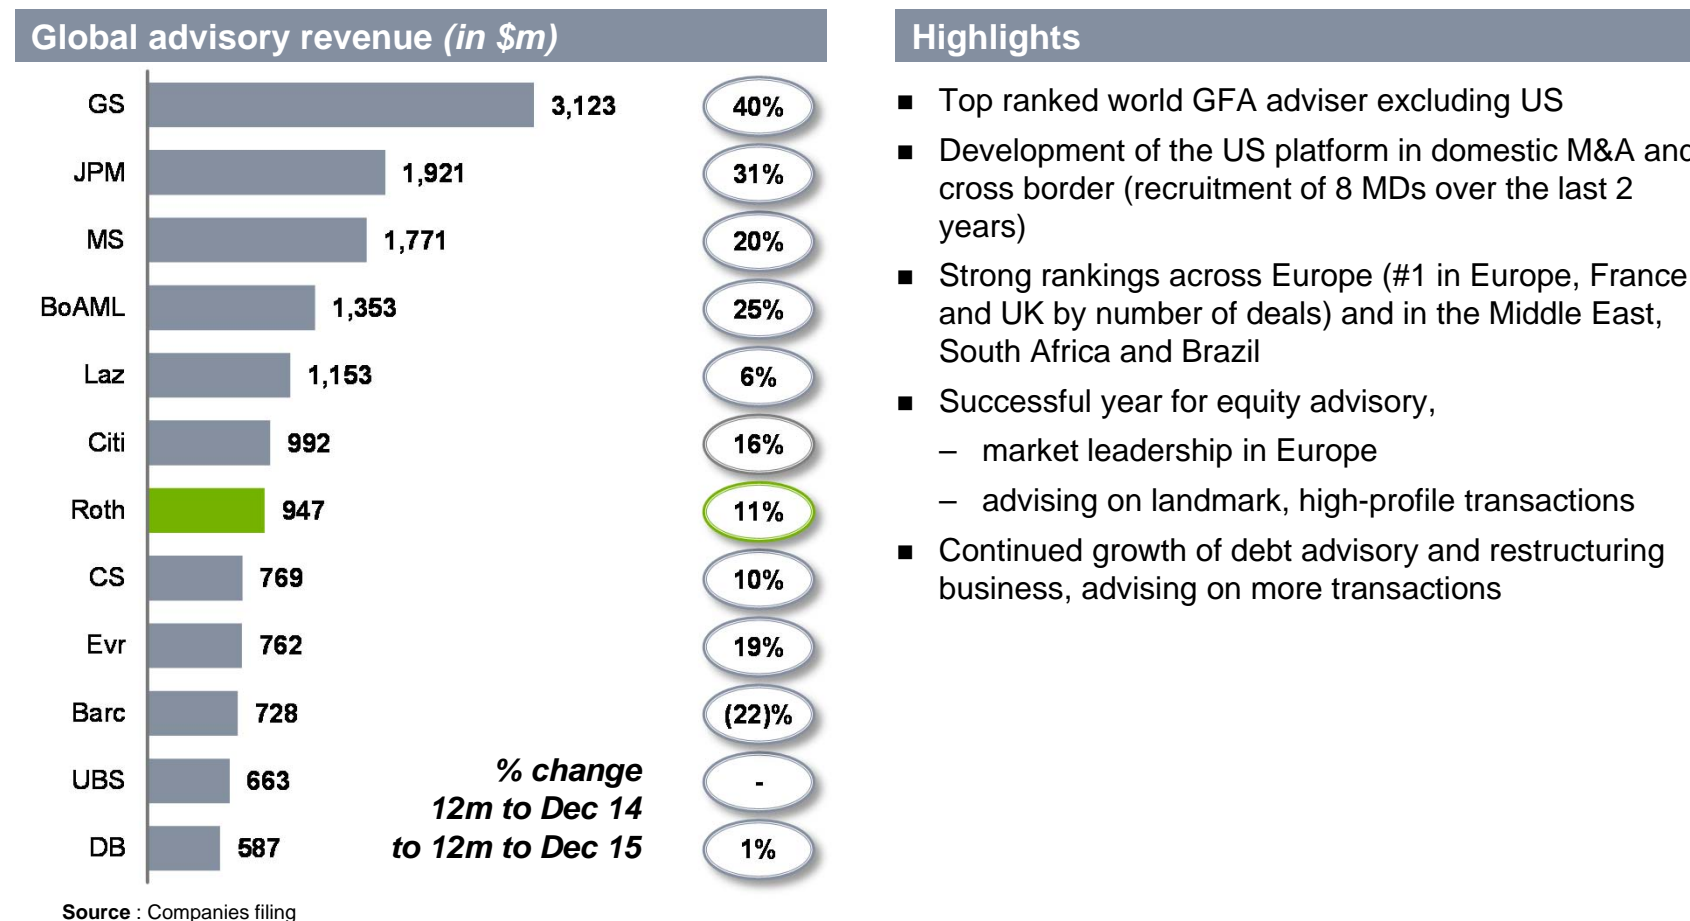 Global advisory revenue (in $m)
GS 3,123 40%
JPM 1,921 31%
MS 1,771 20%
BoAML 1,353 25%
Laz 1,153 6%
Citi 992 16%
Roth 947 11%
CS 769 10%
Evr 762 19%
Barc 728 (22)%
UBS 663 -
DB 587 1%
% change
12m to Dec 14
to 12m to Dec 15
Source : Companies filing
Highlights
■ Top ranked world GFA adviser excluding US
■ Development of the US platform in domestic M&A and
cross border (recruitment of 8 MDs over the last 2
years)
■ Strong rankings across Europe (#1 in Europe, France
and UK by number of deals) and in the Middle East,
South Africa and Brazil
■ Successful year for equity advisory,
– market leadership in Europe
– advising on landmark, high-profile transactions
■ Continued growth of debt advisory and restructuring
business, advising on more transactions